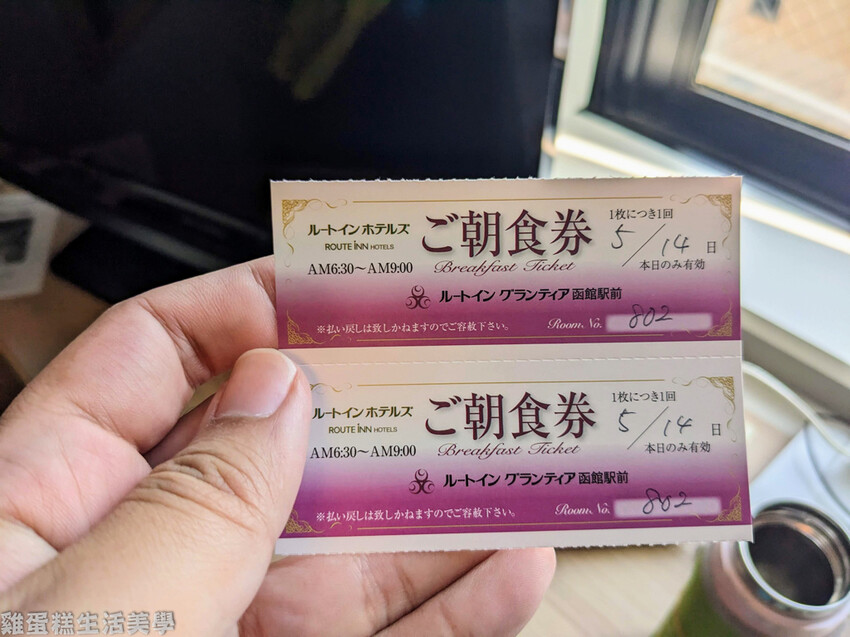 ルートイン ホテルズ
ROUTE INN HOTELS
AM6:30〜AM9:00
ご朝食券
Breakfast Ticket
1枚につき1回
5/14日
本日のみ有効
ルートイン グランティア函館駅前
※払い戻しは致しかねますのでご容赦下さい。
Room No. 802
ルートイン ホテルズ
ROUTE INN HOTELS
AM6:30〜AM9:00
ご朝食券
Breakfast Ticket
1枚につき1回
5/14日
本日のみ有効
ルートイン グランティア函館駅前
※払い戻しは致しかねますのでご容赦下さい。
Room No. 802
雞蛋糕生活美學